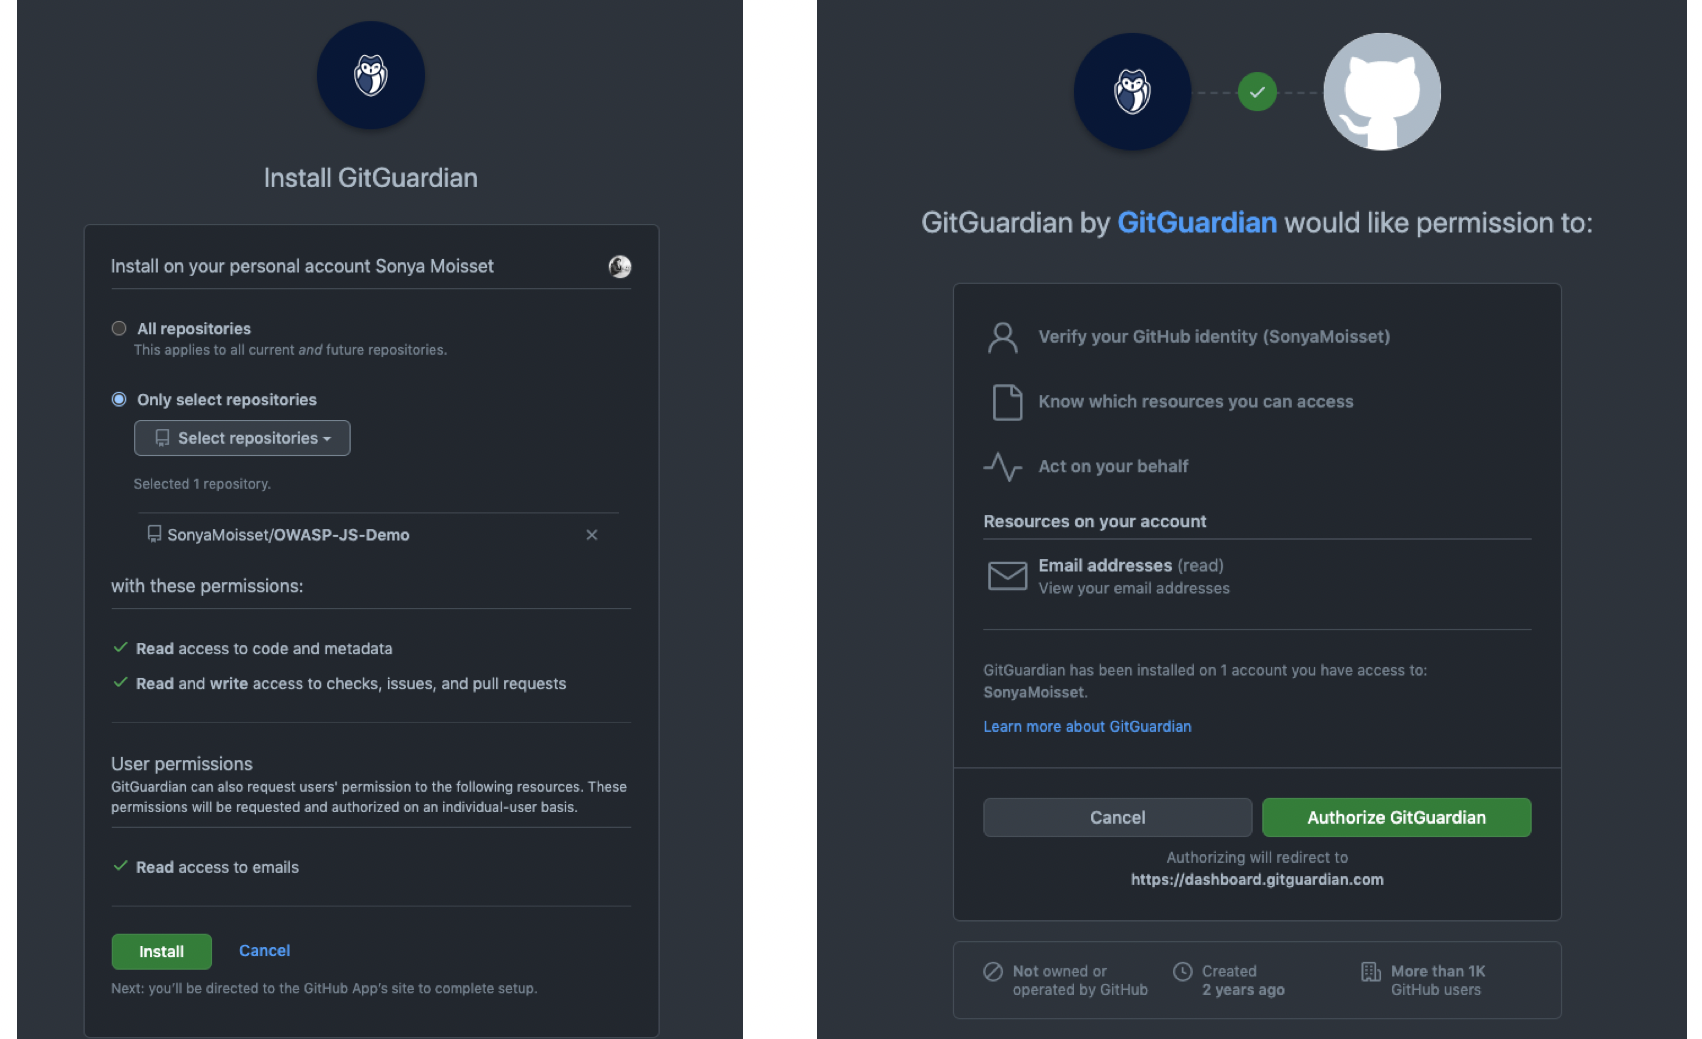 Install GitGuardian
Install on your personal account Sonya Moisset
All repositories
This applies to all current and future repositories.
Only select repositories
Select repositories
Selected 1 repository.
SonyaMoisset/OWASP-JS-Demo
with these permissions:
Read access to code and metadata
Read and write access to checks, issues, and pull requests
User permissions
GitGuardian can also request users' permission to the following resources. These
permissions will be requested and authorized on an individual-user basis.
Read access to emails
Install Cancel
Next: you'll be directed to the GitHub App's site to complete setup.
GitGuardian by GitGuardian would like permission to:
Verify your GitHub identity (SonyaMoisset)
Know which resources you can access
Act on your behalf
Resources on your account
Email addresses (read)
View your email addresses
GitGuardian has been installed on 1 account you have access to:
SonyaMoisset.
Learn more about GitGuardian
Cancel Authorize GitGuardian
Authorizing will redirect to
https://dashboard.gitguardian.com
Not owned or
operated by GitHub
Created
2 years ago
More than 1K
GitHub users